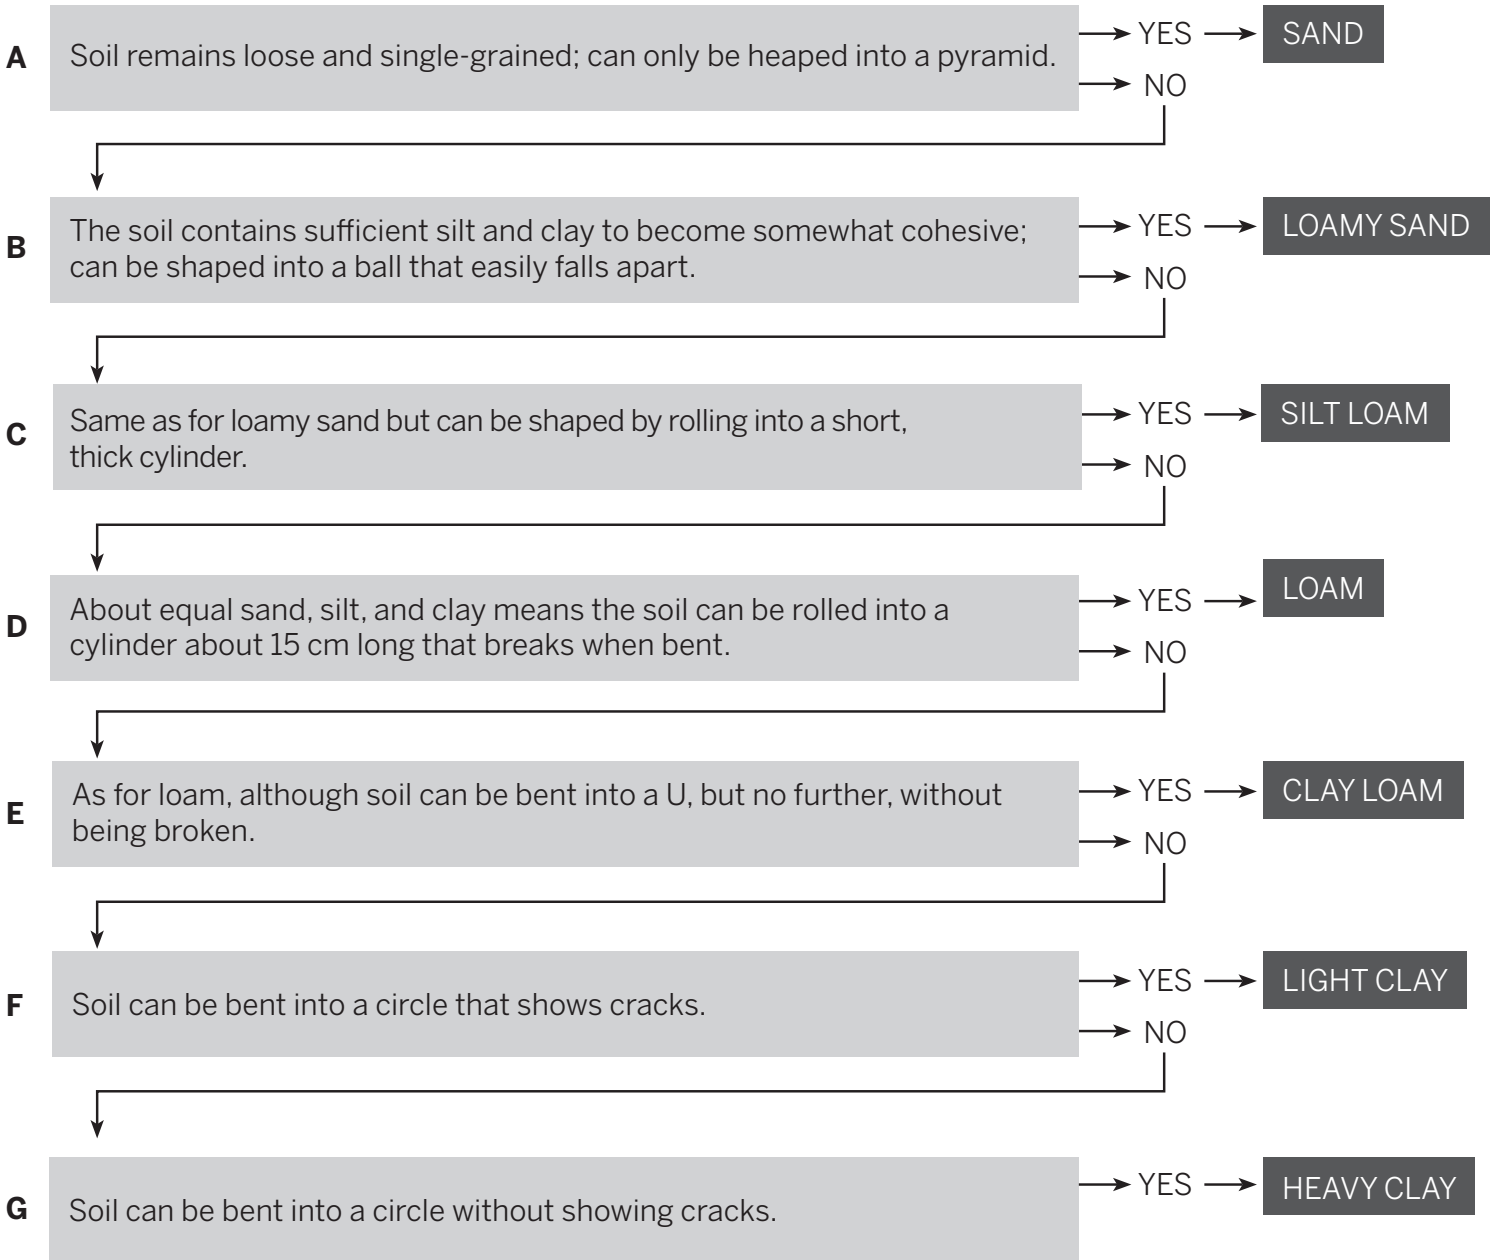 A
Soil remains loose and single-grained; can only be heaped into a pyramid.
YES
SAND
NO
B
The soil contains sufficient silt and clay to become somewhat cohesive;
can be shaped into a ball that easily falls apart.
YES
LOAMY SAND
NO
C
Same as for loamy sand but can be shaped by rolling into a short,
thick cylinder.
YES
SILT LOAM
NO
D
About equal sand, silt, and clay means the soil can be rolled into a
cylinder about 15 cm long that breaks when bent.
YES
LOAM
NO
E
As for loam, although soil can be bent into a U, but no further, without
being broken.
YES
CLAY LOAM
NO
F
Soil can be bent into a circle that shows cracks.
YES
LIGHT CLAY
NO
G
Soil can be bent into a circle without showing cracks.
YES
HEAVY CLAY